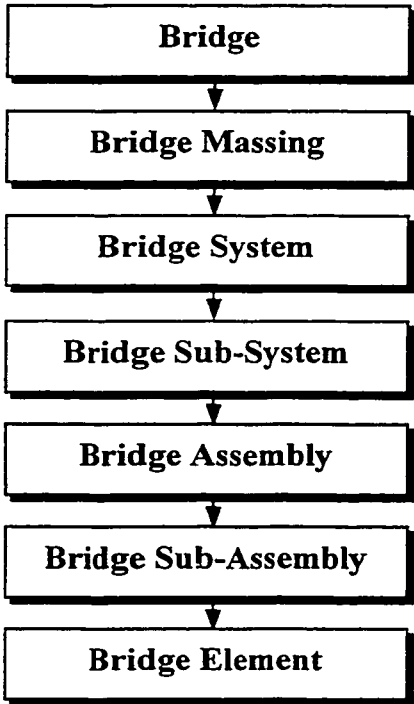 Bridge
Bridge Massing
Bridge System
Bridge Sub-System
Bridge Assembly
Bridge Sub-Assembly
Bridge Element